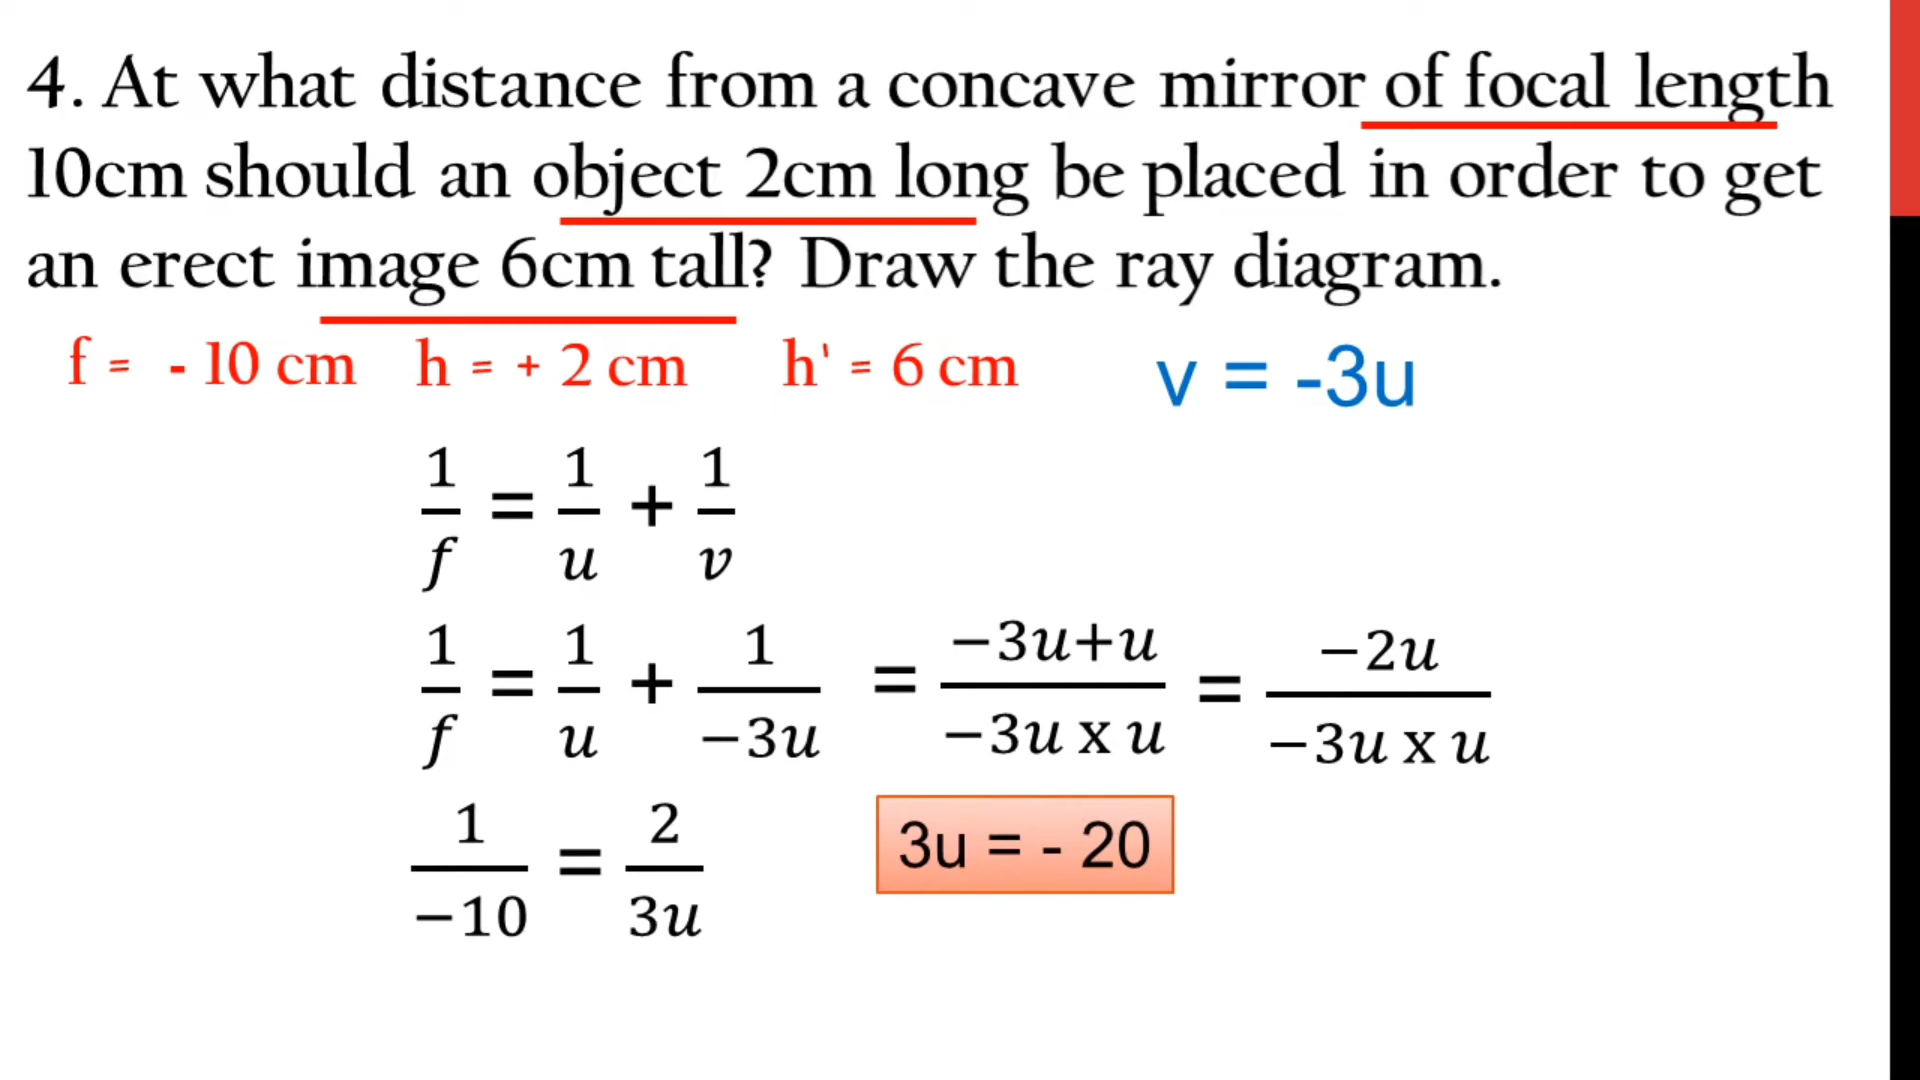 4. At what distance from a concave mirror of focal length
10cm should an object 2cm long be placed in order to get
an erect image 6cm tall? Draw the ray diagram.
f = - 10 cm h = + 2 cm h' = 6 cm v = -3u
1/f = 1/u + 1/v
1/f = 1/u + 1/−3u = −3u+u/−3u x u = −2u/−3u x u
1/−10 = 2/3u 3u = - 20